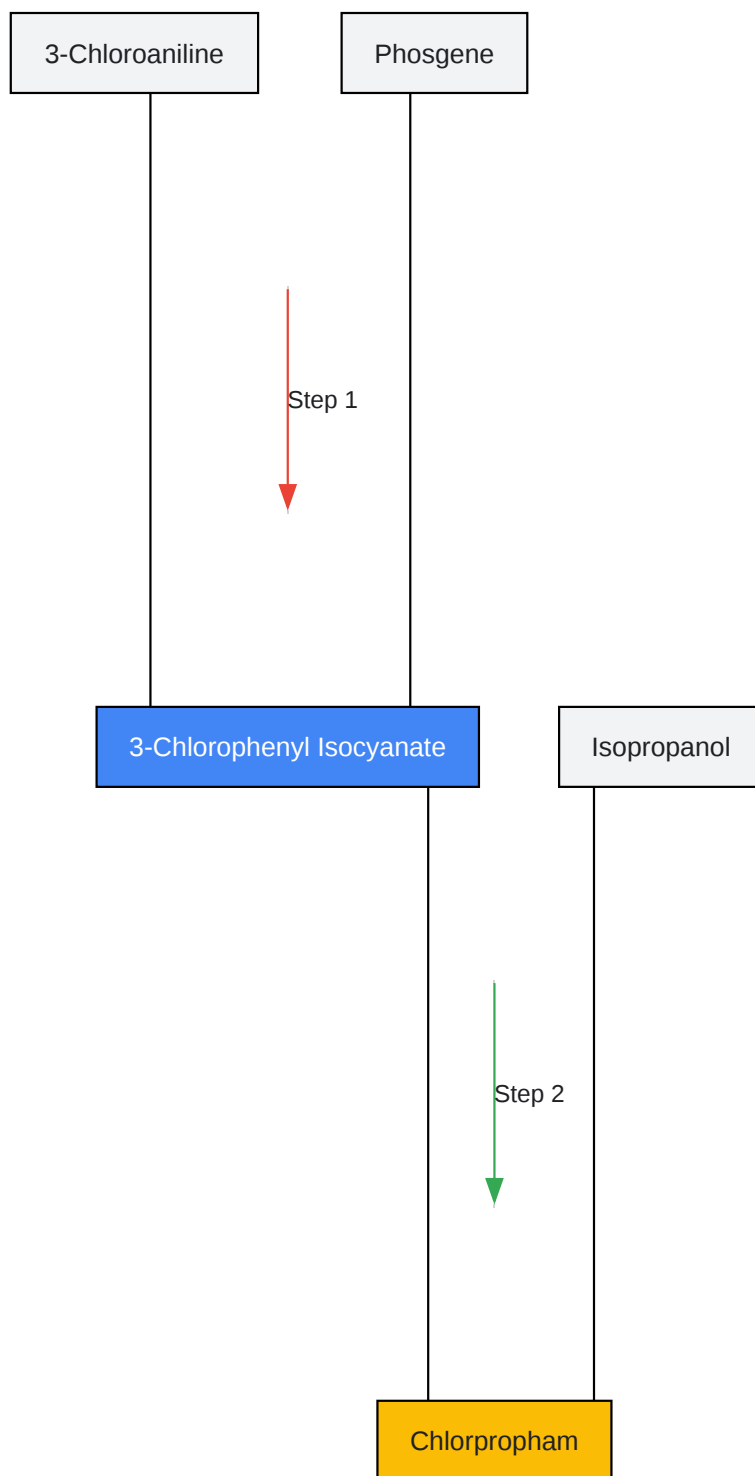 3-Chloroaniline
Phosgene
Step 1
3-Chlorophenyl Isocyanate
Isopropanol
Step 2
Chlorpropham